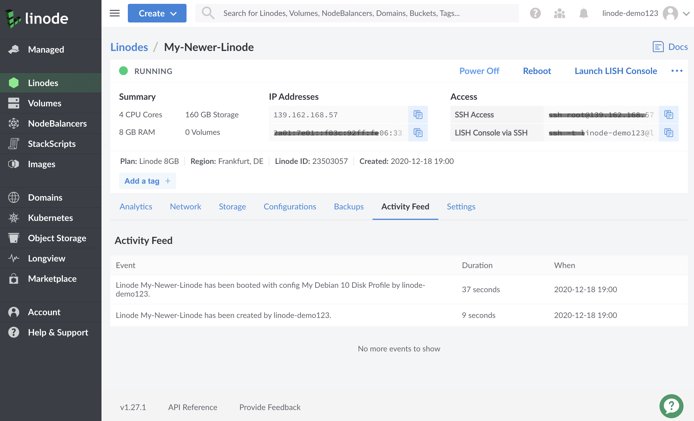 linode
Create
Search for Linodes, Volumes, NodeBalancers, Domains, Buckets, Tags...
linode-demo123
Managed
Linodes
Volumes
NodeBalancers
StackScripts
Images
Domains
Kubernetes
Object Storage
Longview
Marketplace
Account
Help & Support
Linodes / My-Newer-Linode
Docs
RUNNING
Power Off
Reboot
Launch LISH Console
...
Summary
IP Addresses
Access
4 CPU Cores
160 GB Storage
139.162.168.57
SSH Access
57
8 GB RAM
0 Volumes
06:33
LISH Console via SSH
linode-demo123@l
Plan: Linode 8GB
Region: Frankfurt, DE
Linode ID: 23503057
Created: 2020-12-18 19:00
Add a tag +
Analytics
Network
Storage
Configurations
Backups
Activity Feed
Settings
Activity Feed
Event
Duration
When
Linode My-Newer-Linode has been booted with config My Debian 10 Disk Profile by linode-
demo123.
37 seconds
2020-12-18 19:00
Linode My-Newer-Linode has been created by linode-demo123.
9 seconds
2020-12-18 19:00
No more events to show
v1.27.1
API Reference
Provide Feedback